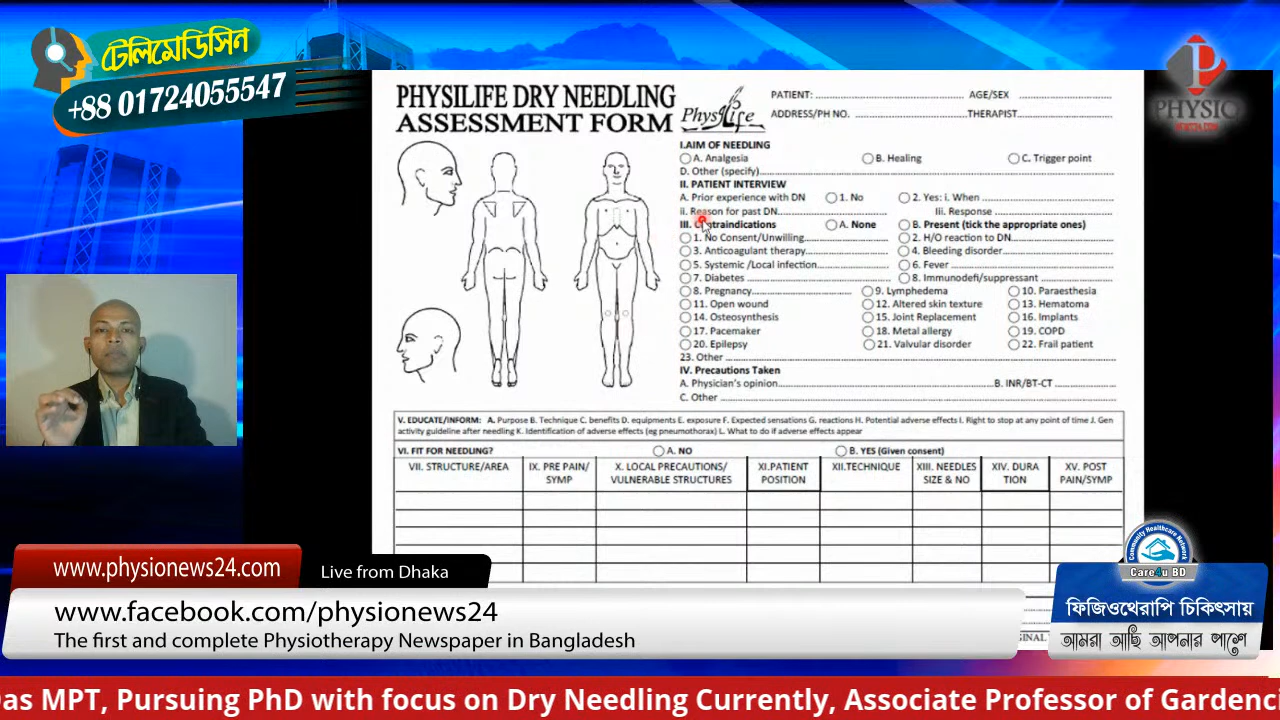 টেলিমেডিসিন
+88 01724055547
PHYSIO
PHYSILIFE DRY NEEDLING
ASSESSMENT FORM
PhysiLife
PATIENT: AGE/SEX
ADDRESS/PH NO. THERAPIST
I.AIM OF NEEDLING
A. Analgesia B. Healing C. Trigger point
D. Other (specify)
II. PATIENT INTERVIEW
A. Prior experience with DN 1. No 2. Yes: i. When
ii. Reason for past DN Iii. Response
III. Contraindications A. None B. Present (tick the appropriate ones)
1. No Consent/Unwilling 2. H/O reaction to DN
3. Anticoagulant therapy 4. Bleeding disorder
5. Systemic /Local infection 6. Fever
7. Diabetes 8. Immunodefi/suppressant
8. Pregnancy 9. Lymphedema 10. Paraesthesia
11. Open wound 12. Altered skin texture 13. Hematoma
14. Osteosynthesis 15. Joint Replacement 16. Implants
17. Pacemaker 18. Metal allergy 19. COPD
20. Epilepsy 21. Valvular disorder 22. Frail patient
23. Other
IV. Precautions Taken
A. Physician's opinion B. INR/BT-CT
C. Other
V. EDUCATE/INFORM: A. Purpose B. Technique C. benefits D. equipments E. exposure F. Expected sensations G. reactions H. Potential adverse effects I. Right to stop at any point of time J. Gen
activity guideline after needling K. Identification of adverse effects (eg pneumothorax) L. What to do if adverse effects appear
VI. FIT FOR NEEDLING? A. NO B. YES (Given consent)
VII. STRUCTURE/AREA IX. PRE PAIN/ SYMP X. LOCAL PRECAUTIONS/ VULNERABLE STRUCTURES XI.PATIENT POSITION XII.TECHNIQUE XIII. NEEDLES SIZE & NO XIV. DURA TION XV. POST PAIN/SYMP
Community Healthcare Network
Care4u BD
www.physionews24.com
Live from Dhaka
www.facebook.com/physionews24
The first and complete Physiotherapy Newspaper in Bangladesh
ফিজিওথেরাপি চিকিৎসায়
আমরা আছি আপনার পাশে
as MPT, Pursuing PhD with focus on Dry Needling Currently, Associate Professor of Gardenci